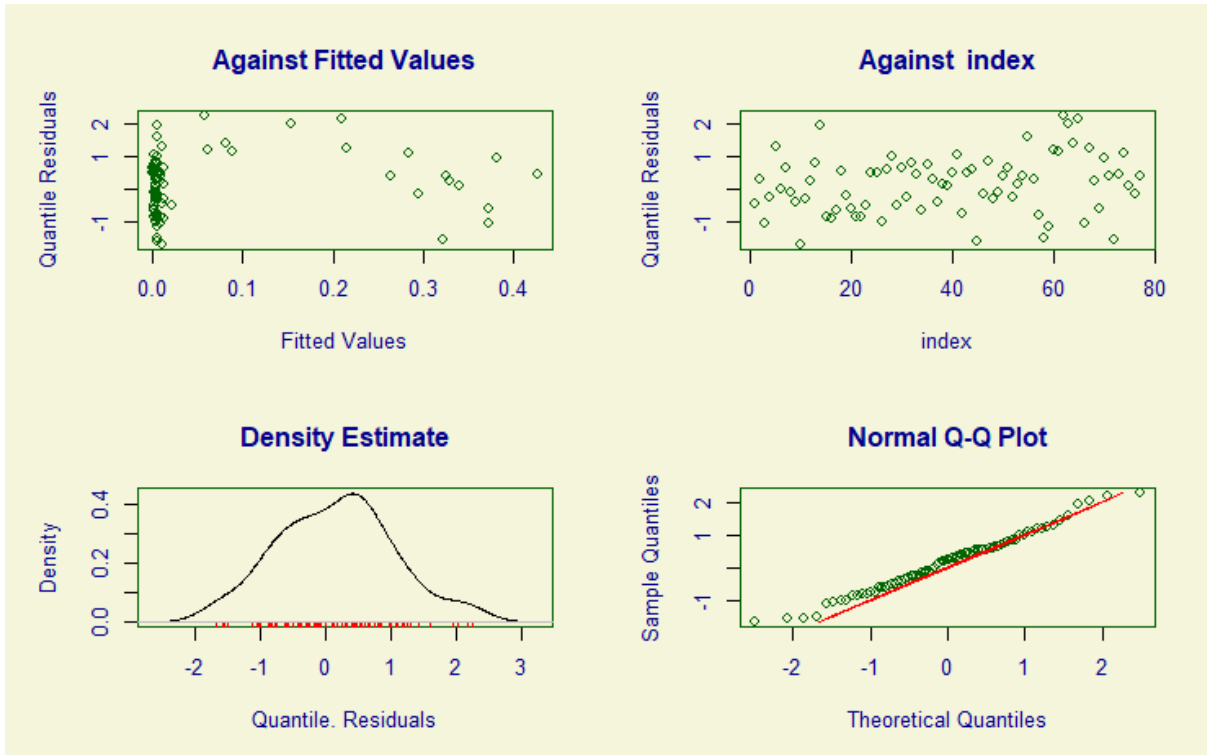 Against Fitted Values
Quantile Residuals
2
1
-1
0.0 0.1 0.2 0.3 0.4
Fitted Values
Against index
Quantile Residuals
2
1
-1
0 20 40 60 80
index
Density Estimate
Density
0.4
0.2
0.0
-2 -1 0 1 2 3
Quantile. Residuals
Normal Q-Q Plot
Sample Quantiles
2
1
-1
-2 -1 0 1 2
Theoretical Quantiles